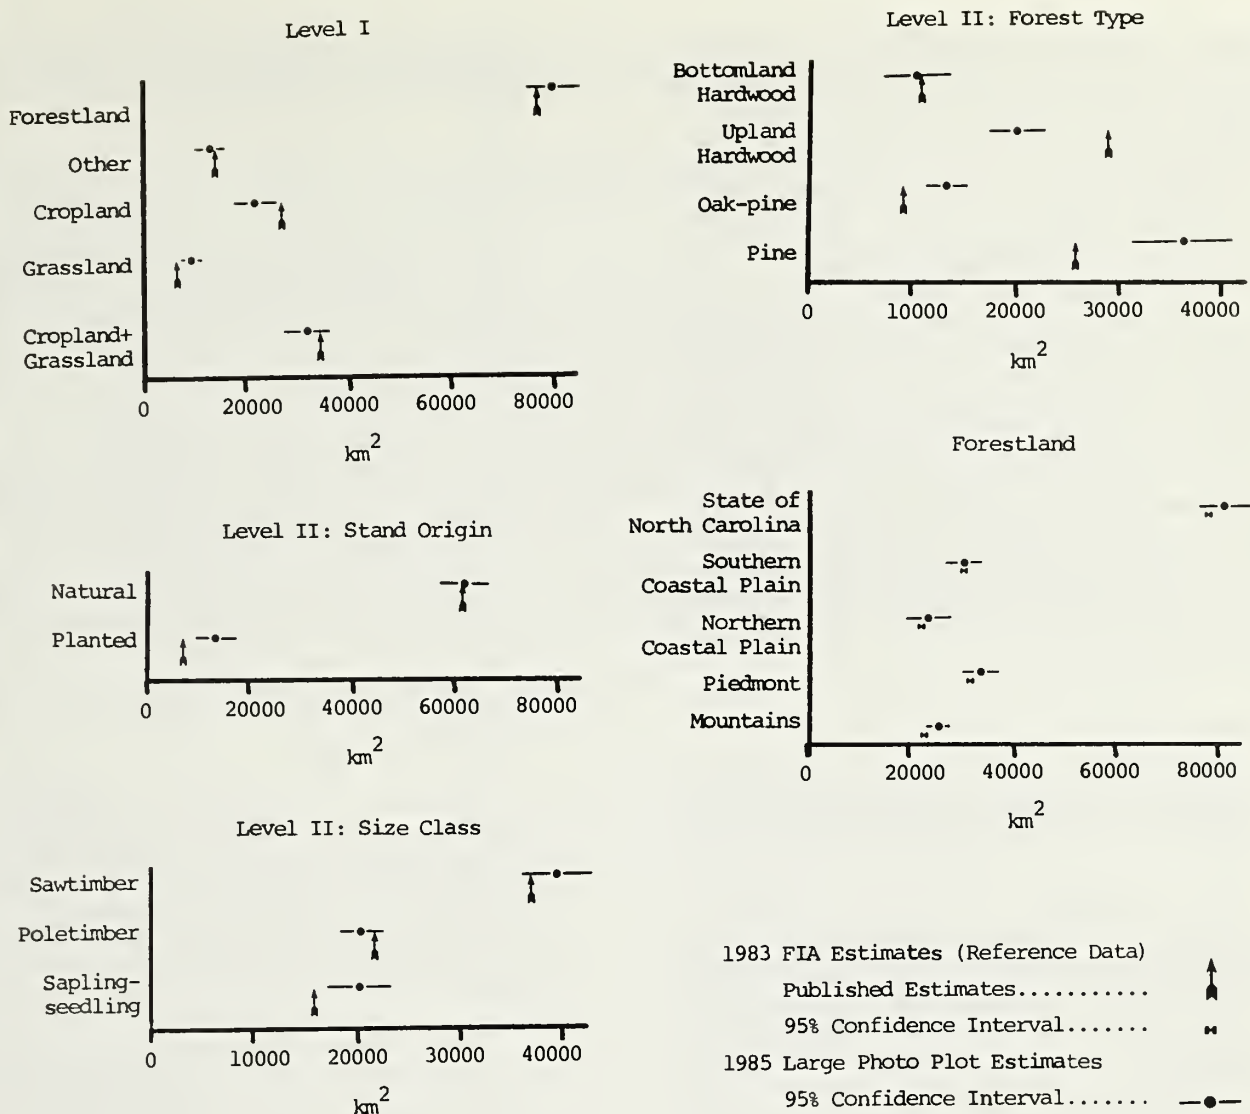 Level I
Forestland
Other
Cropland
Grassland
Cropland+
Grassland
0 20000 40000 60000 80000
km²
Level II: Stand Origin
Natural
Planted
0 20000 40000 60000 80000
km²
Level II: Size Class
Sawtimber
Poletimber
Sapling-
seedling
0 10000 20000 30000 40000
km²
Level II: Forest Type
Bottomland
Hardwood
Upland
Hardwood
Oak-pine
Pine
0 10000 20000 30000 40000
km²
Forestland
State of
North Carolina
Southern
Coastal Plain
Northern
Coastal Plain
Piedmont
Mountains
0 20000 40000 60000 80000
km²
1983 FIA Estimates (Reference Data)
Published Estimates..........
95% Confidence Interval.......
1985 Large Photo Plot Estimates
95% Confidence Interval.......